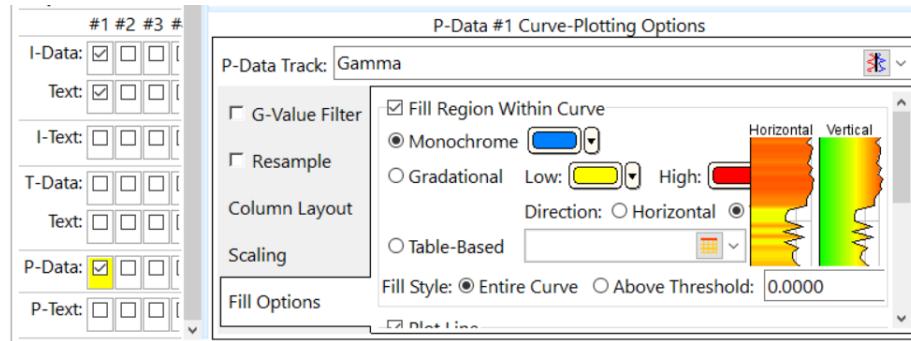 #1 #2 #3 #
P-Data #1 Curve-Plotting Options
I-Data:
Text:
I-Text:
T-Data:
Text:
P-Data:
P-Text:
P-Data Track: Gamma
G-Value Filter
Resample
Column Layout
Scaling
Fill Options
Fill Region Within Curve
Monochrome
Gradational Low: High:
Direction: Horizontal
Table-Based
Fill Style: Entire Curve Above Threshold: 0.0000
Plot Line
Horizontal Vertical